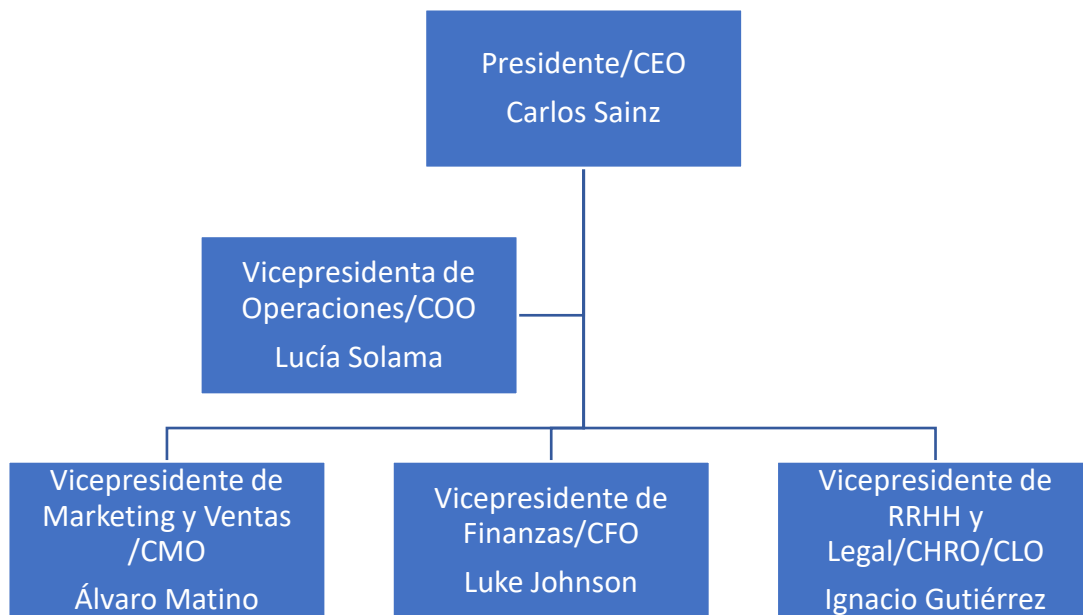 Presidente/CEO
Carlos Sainz
Vicepresidenta de
Operaciones/COO
Lucía Solama
Vicepresidente de
Marketing y Ventas
/CMO
Álvaro Matino
Vicepresidente de
Finanzas/CFO
Luke Johnson
Vicepresidente de
RRHH y
Legal/CHRO/CLO
Ignacio Gutiérrez